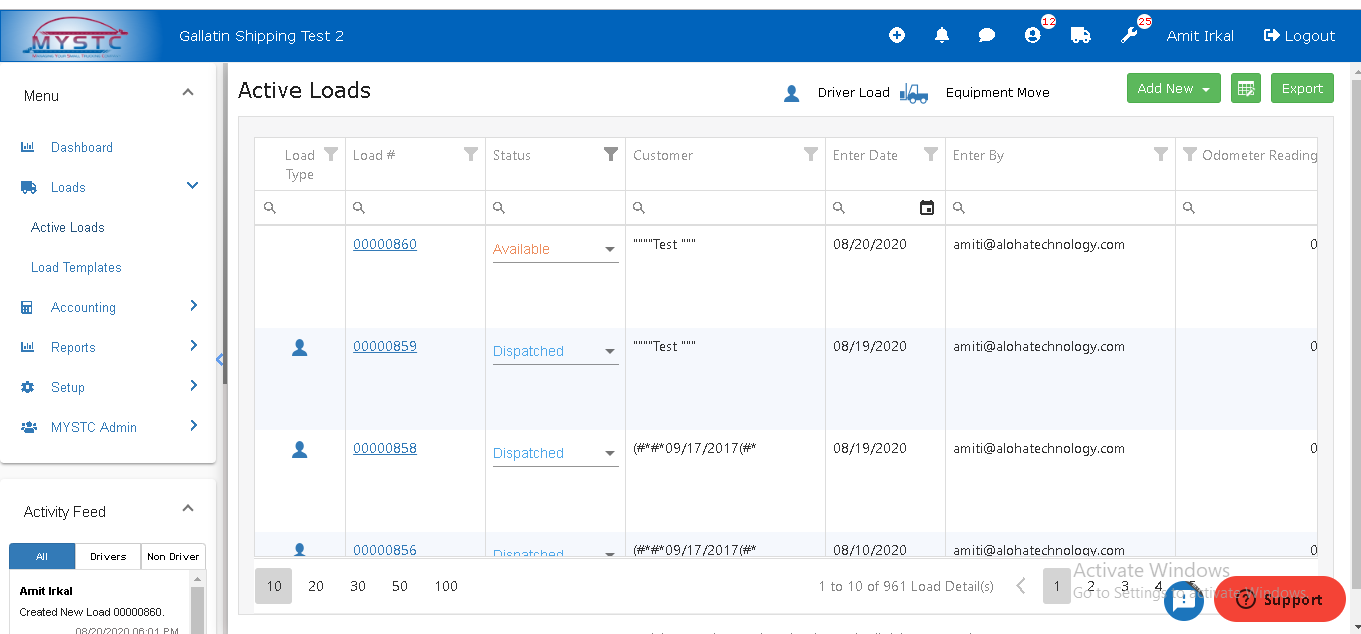 MYSTC
Gallatin Shipping Test 2
12
25
Amit Irkal
Logout
Menu
Dashboard
Loads
Active Loads
Load Templates
Accounting
Reports
Setup
MYSTC Admin
Activity Feed
All Drivers Non Driver
Amit Irkal
Created New Load 00000860.
08/20/2020 06:01 PM
Active Loads
Driver Load
Equipment Move
Add New
Export
Load Type Load # Status Customer Enter Date Enter By Odometer Reading
00000860 Available """"Test """ 08/20/2020 amiti@alohatechnology.com 0
00000859 Dispatched """"Test """ 08/19/2020 amiti@alohatechnology.com 0
00000858 Dispatched (#*#*09/17/2017(#* 08/19/2020 amiti@alohatechnology.com 0
00000856 Dispatched (#*#*09/17/2017(#* 08/10/2020 amiti@alohatechnology.com 0
10 20 30 50 100
1 to 10 of 961 Load Detail(s)
1 2 3 4 5
Activate Windows
Go to Settings to activate Windows.
Support